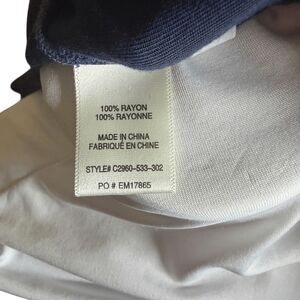 100% RAYON
100% RAYONNE
MADE IN CHINA
FABRIQUÉ EN CHINE
STYLE# C2960-533-302
PO # EM17865